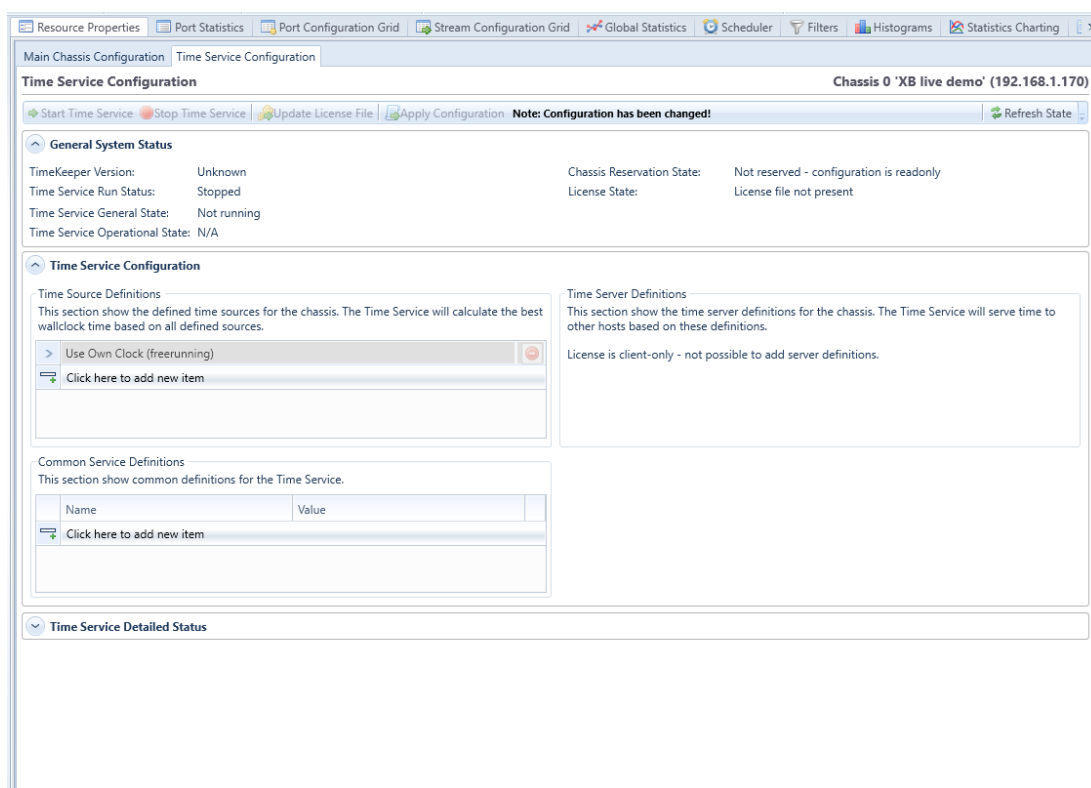 Resource Properties Port Statistics Port Configuration Grid Stream Configuration Grid Global Statistics Scheduler Filters Histograms Statistics Charting
Main Chassis Configuration Time Service Configuration
Time Service Configuration Chassis 0 'XB live demo' (192.168.1.170)
Start Time Service Stop Time Service Update License File Apply Configuration Note: Configuration has been changed! Refresh State
General System Status
TimeKeeper Version: Unknown Chassis Reservation State: Not reserved - configuration is readonly
Time Service Run Status: Stopped License State: License file not present
Time Service General State: Not running
Time Service Operational State: N/A
Time Service Configuration
Time Source Definitions
This section show the defined time sources for the chassis. The Time Service will calculate the best
wallclock time based on all defined sources.
Use Own Clock (freerunning)
Click here to add new item
Time Server Definitions
This section show the time server definitions for the chassis. The Time Service will serve time to
other hosts based on these definitions.
License is client-only - not possible to add server definitions.
Common Service Definitions
This section show common definitions for the Time Service.
Name Value
Click here to add new item
Time Service Detailed Status